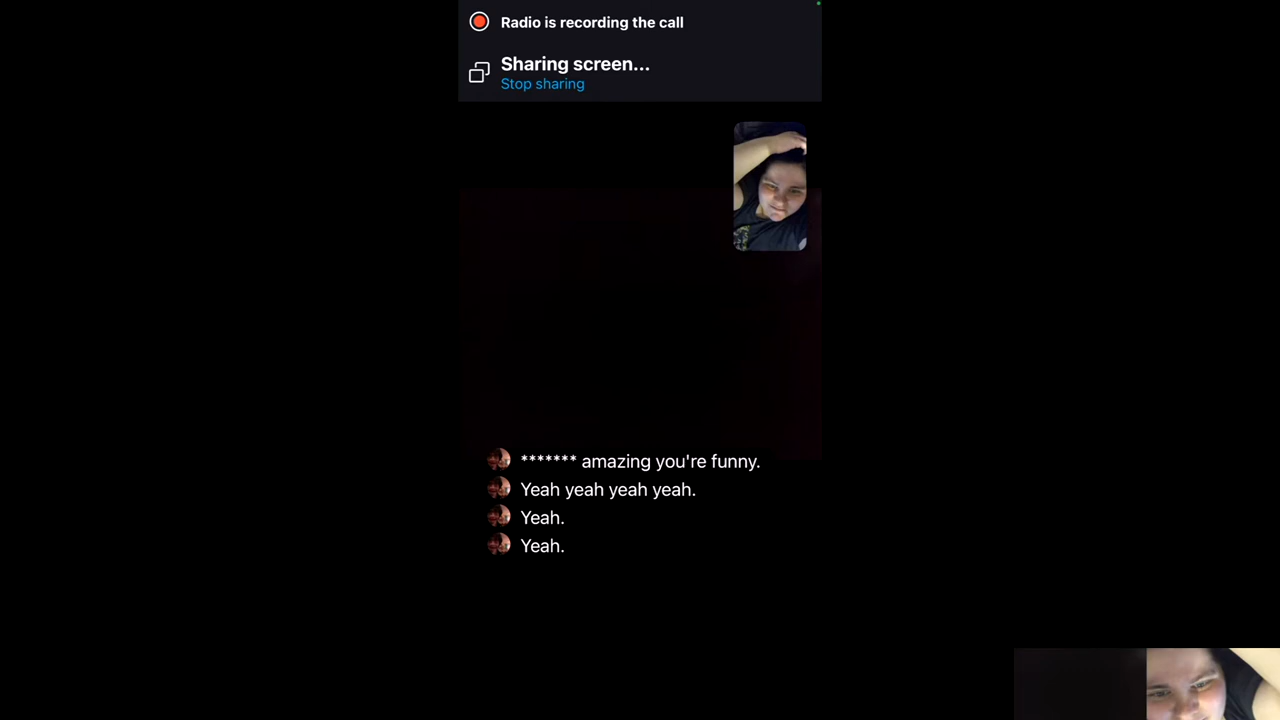 Radio is recording the call
Sharing screen...
Stop sharing
******* amazing you're funny.
Yeah yeah yeah yeah.
Yeah.
Yeah.